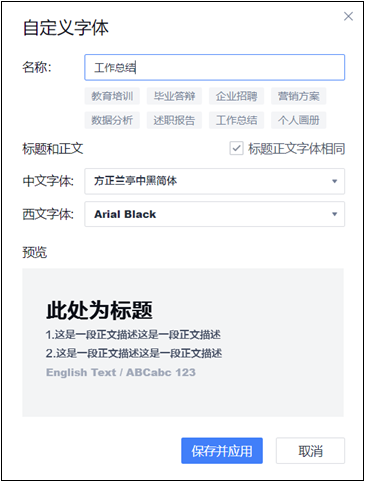 自定义字体
名称： 工作总结
教育培训 毕业答辩 企业招聘 营销方案
数据分析 述职报告 工作总结 个人画册
标题和正文 标题正文字体相同
中文字体: 方正兰亭中黑简体
西文字体: Arial Black
预览
此处为标题
1.这是一段正文描述这是一段正文描述
2.这是一段正文描述这是一段正文描述
English Text / ABCabc 123
保存并应用 取消